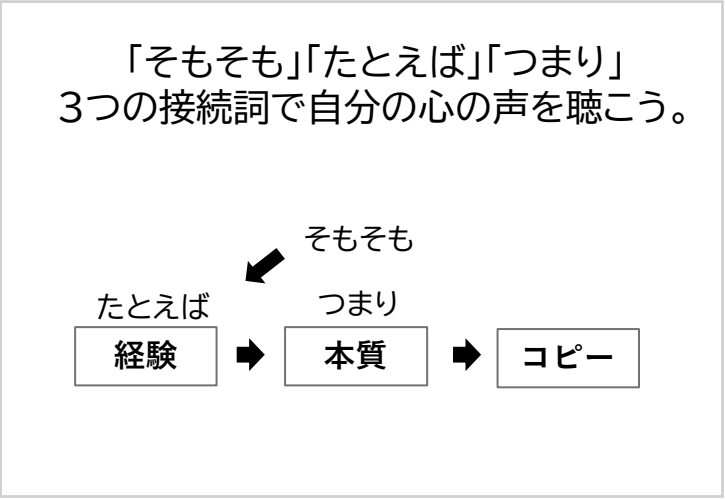 「そもそも」「たとえば」「つまり」
３つの接続詞で自分の心の声を聴こう。
そもそも
たとえば
つまり
経験
本質
コピー